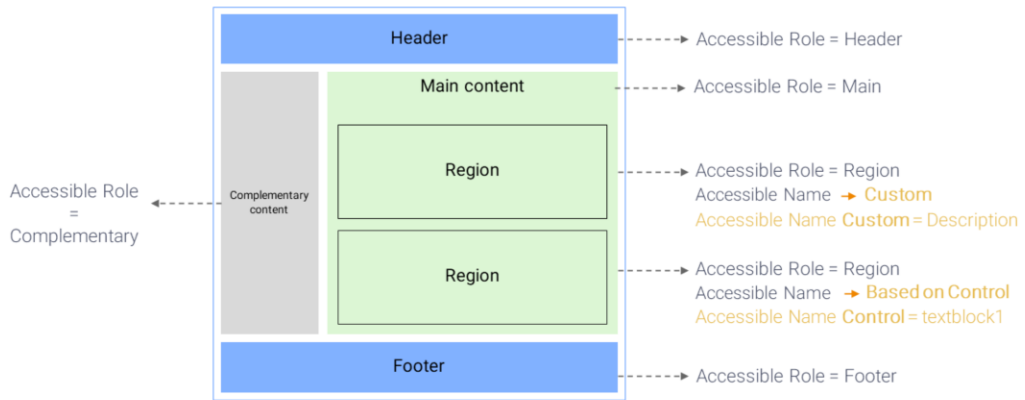 Header
Accessible Role = Header
Main content
Accessible Role = Main
Region
Accessible Role = Region
Accessible Name → Custom
Accessible Name Custom = Description
Accessible Role
=
Complementary
Complementary
content
Region
Accessible Role = Region
Accessible Name → Based on Control
Accessible Name Control = textblock1
Footer
Accessible Role = Footer